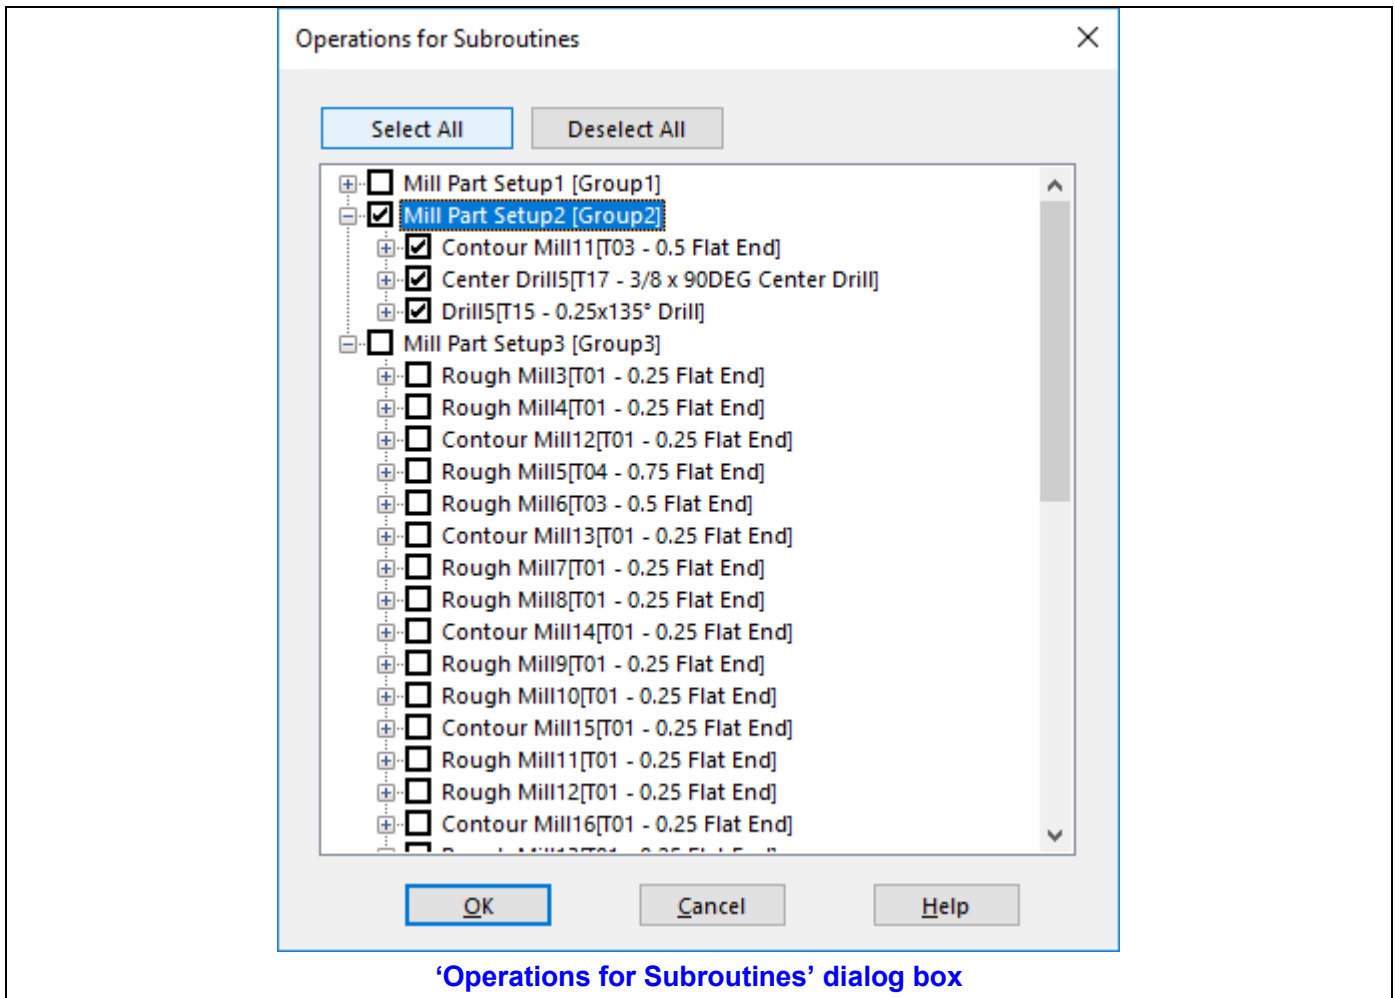 Operations for Subroutines
Select All Deselect All
Mill Part Setup1 [Group1]
Mill Part Setup2 [Group2]
Contour Mill11[T03 - 0.5 Flat End]
Center Drill5[T17 - 3/8 x 90DEG Center Drill]
Drill5[T15 - 0.25x135° Drill]
Mill Part Setup3 [Group3]
Rough Mill3[T01 - 0.25 Flat End]
Rough Mill4[T01 - 0.25 Flat End]
Contour Mill12[T01 - 0.25 Flat End]
Rough Mill5[T04 - 0.75 Flat End]
Rough Mill6[T03 - 0.5 Flat End]
Contour Mill13[T01 - 0.25 Flat End]
Rough Mill7[T01 - 0.25 Flat End]
Rough Mill8[T01 - 0.25 Flat End]
Contour Mill14[T01 - 0.25 Flat End]
Rough Mill9[T01 - 0.25 Flat End]
Rough Mill10[T01 - 0.25 Flat End]
Contour Mill15[T01 - 0.25 Flat End]
Rough Mill11[T01 - 0.25 Flat End]
Rough Mill12[T01 - 0.25 Flat End]
Contour Mill16[T01 - 0.25 Flat End]
OK Cancel Help
‘Operations for Subroutines’ dialog box